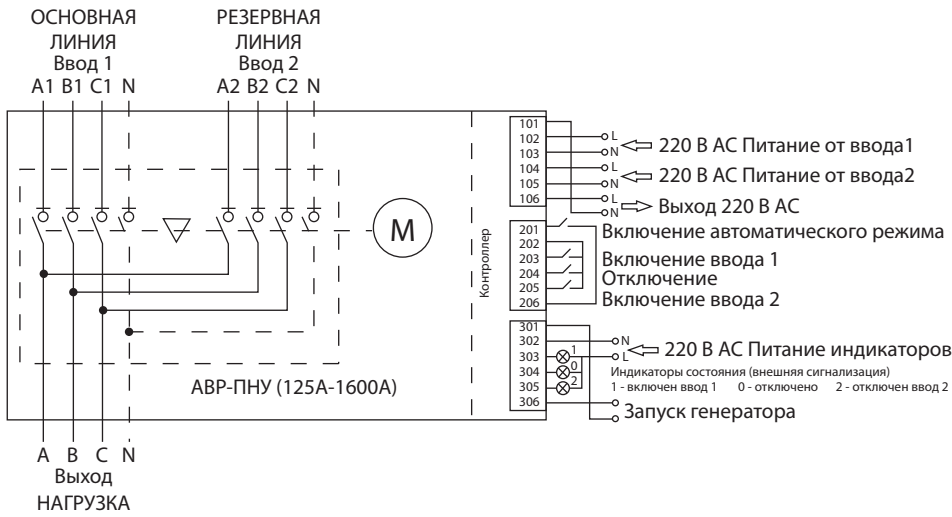 ОСНОВНАЯ
ЛИНИЯ
Ввод 1
A1 B1 C1 N
РЕЗЕРВНАЯ
ЛИНИЯ
Ввод 2
A2 B2 C2 N
M
АВР-ПНУ (125А-1600А)
Контроллер
A B C N
Выход
НАГРУЗКА
101
102
103
104
105
106
L
N
220 В АС Питание от ввода1
L
N
220 В АС Питание от ввода2
L
N
Выход 220 В АС
201
202
203
204
205
206
Включение автоматического режима
Включение ввода 1
Отключение
Включение ввода 2
301
302
303
304
305
306
N
L
220 В АС Питание индикаторов
1
0
2
Индикаторы состояния (внешняя сигнализация)
1 - включен ввод 1 0 - отключено 2 - отключен ввод 2
Запуск генератора